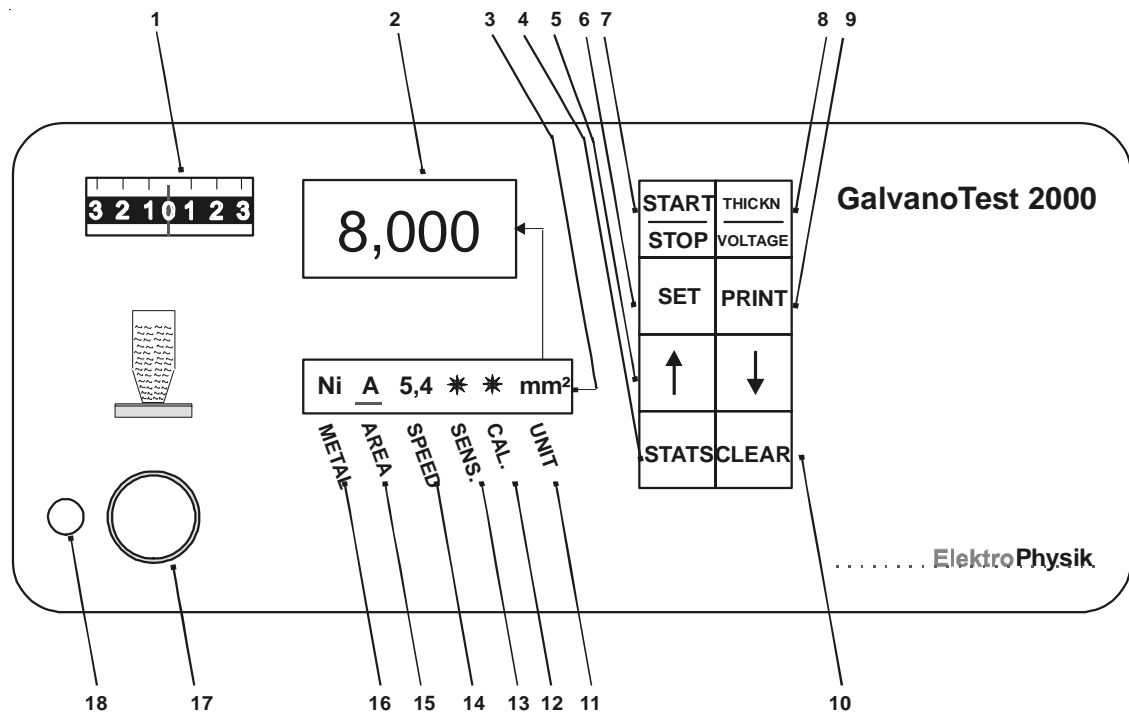 1 2 3 4 5 6 7 8 9
3 2 1 0 1 2 3
8,000
START THICKN
STOP VOLTAGE
GalvanoTest 2000
SET PRINT
↑ ↓
Ni A 5,4 ✷ ✷ mm²
METAL AREA SPEED SENS. CAL. UNIT
STATS CLEAR
ElektroPhysik
18 17 16 15 14 13 12 11 10